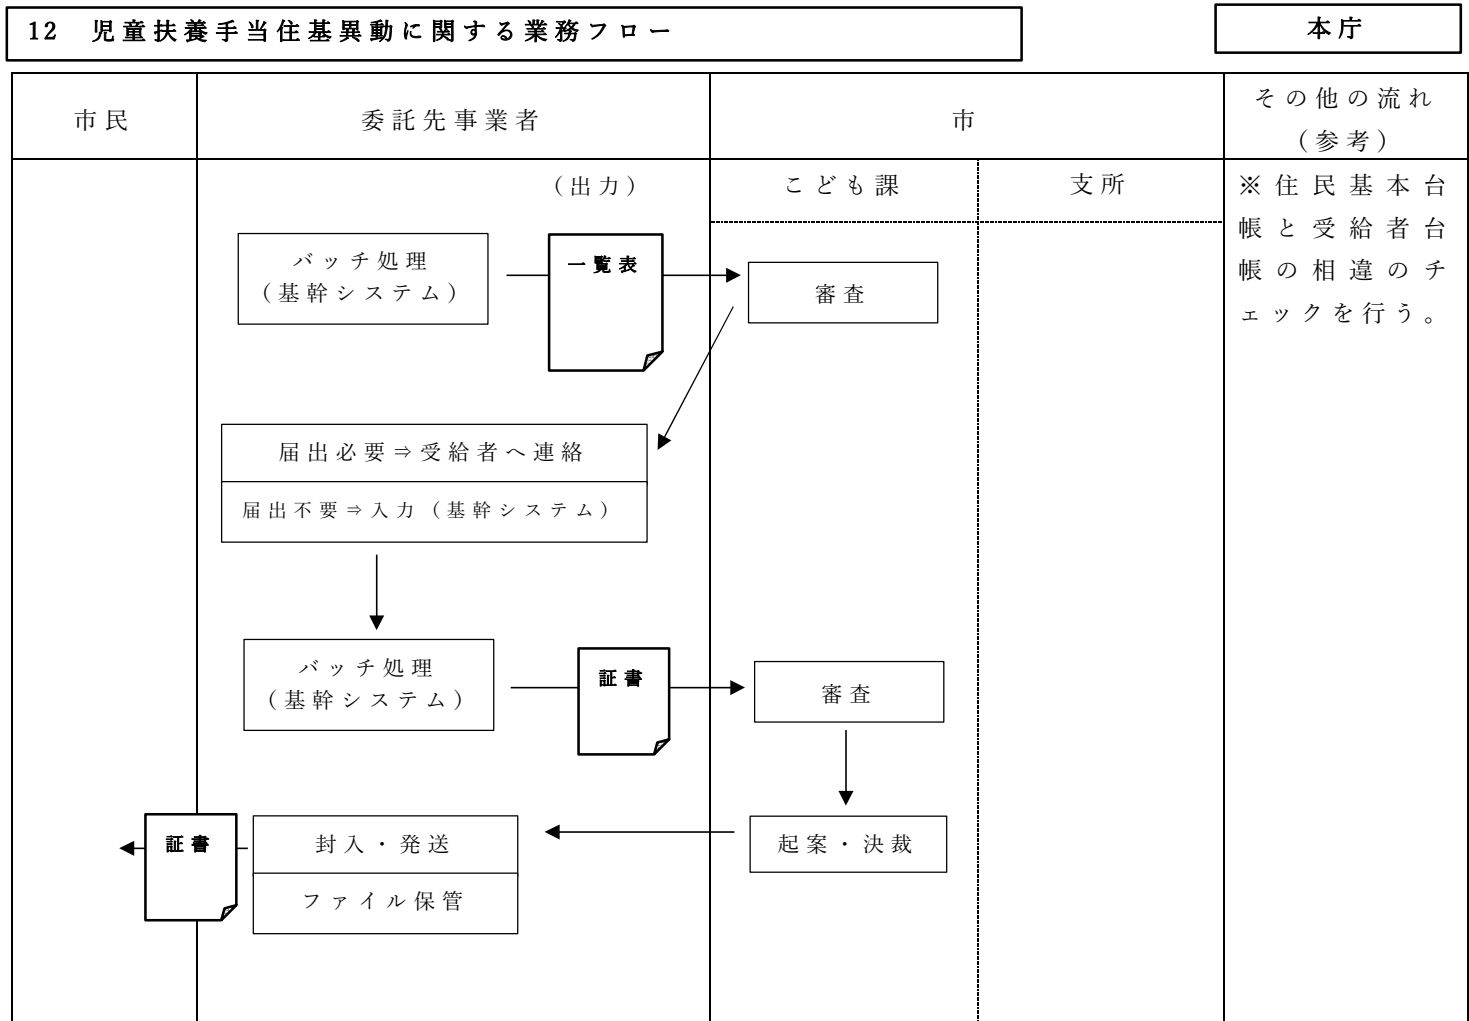 12 児童扶養手当住基異動に関する業務フロー
本庁
市民
委託先事業者
市
その他の流れ
(参考)
(出力)
こども課
支所
※住民基本台
帳と受給者台
帳の相違のチ
ェックを行う。
バッチ処理
(基幹システム)
一覧表
審査
届出必要⇒受給者へ連絡
届出不要⇒入力(基幹システム)
バッチ処理
(基幹システム)
証書
審査
証書
封入・発送
起案・決裁
ファイル保管